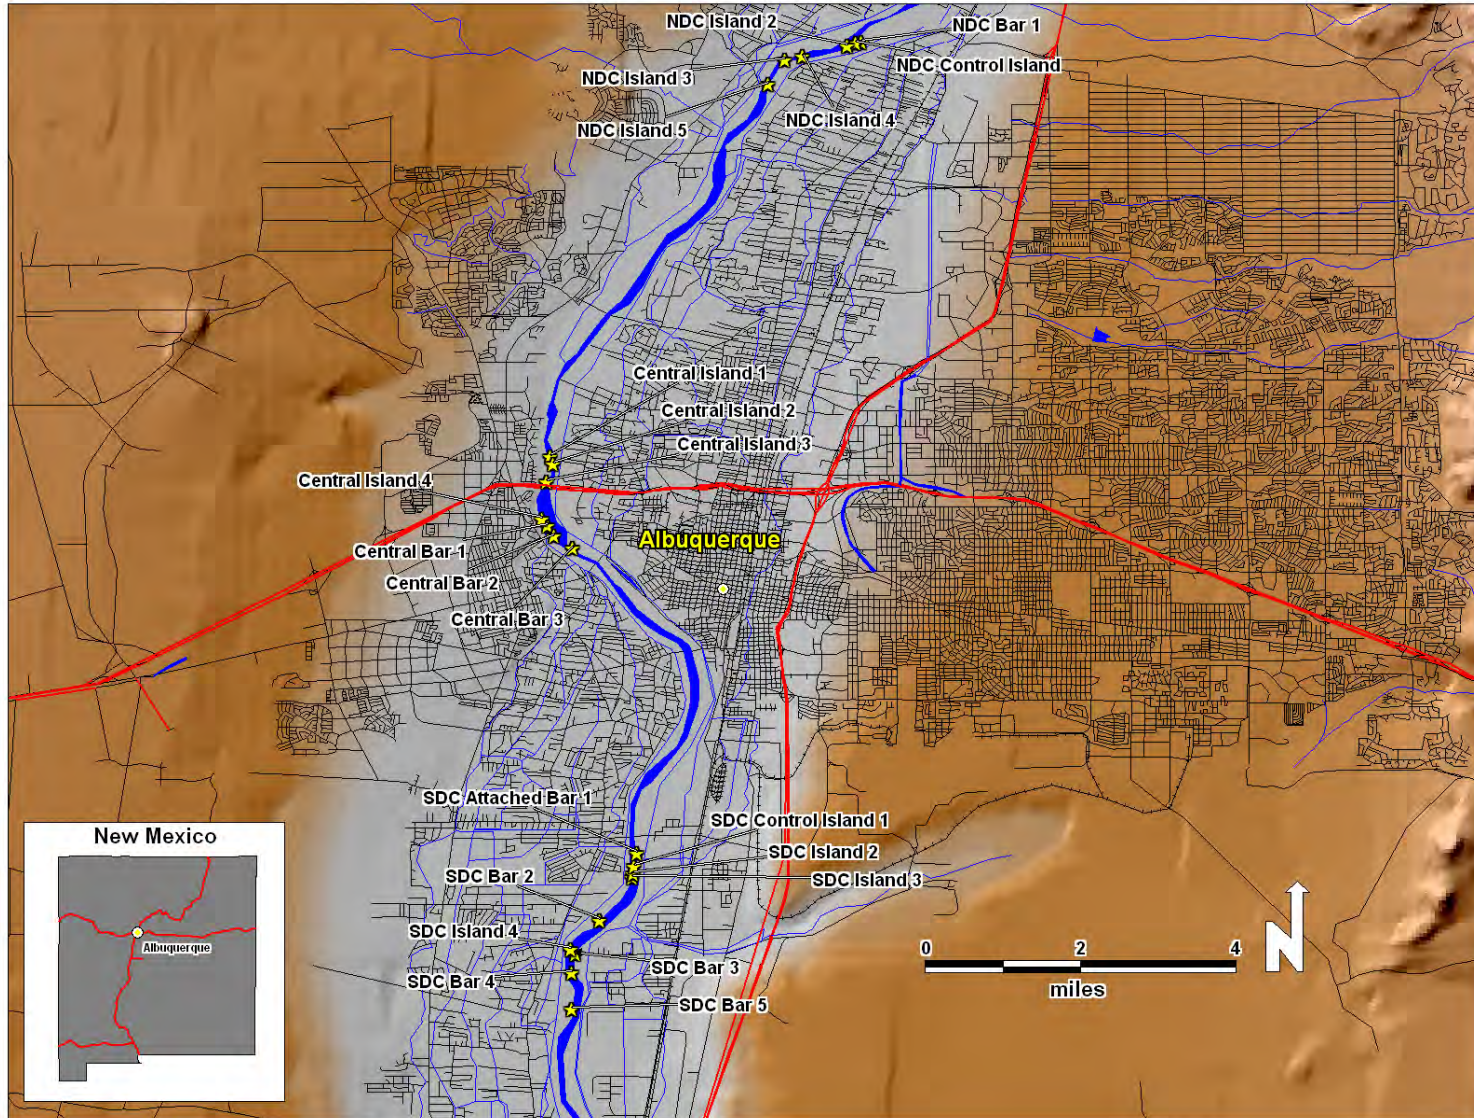 NDC Island 2
NDC Bar 1
NDC Control Island
NDC Island 3
NDC Island 4
NDC Island 5
Central Island 1
Central Island 2
Central Island 3
Central Island 4
Albuquerque
Central Bar 1
Central Bar 2
Central Bar 3
SDC Attached Bar 1
SDC Control Island 1
SDC Island 2
SDC Island 3
SDC Bar 2
SDC Island 4
SDC Bar 3
SDC Bar 4
SDC Bar 5
New Mexico
Albuquerque
0 2 4
miles
N